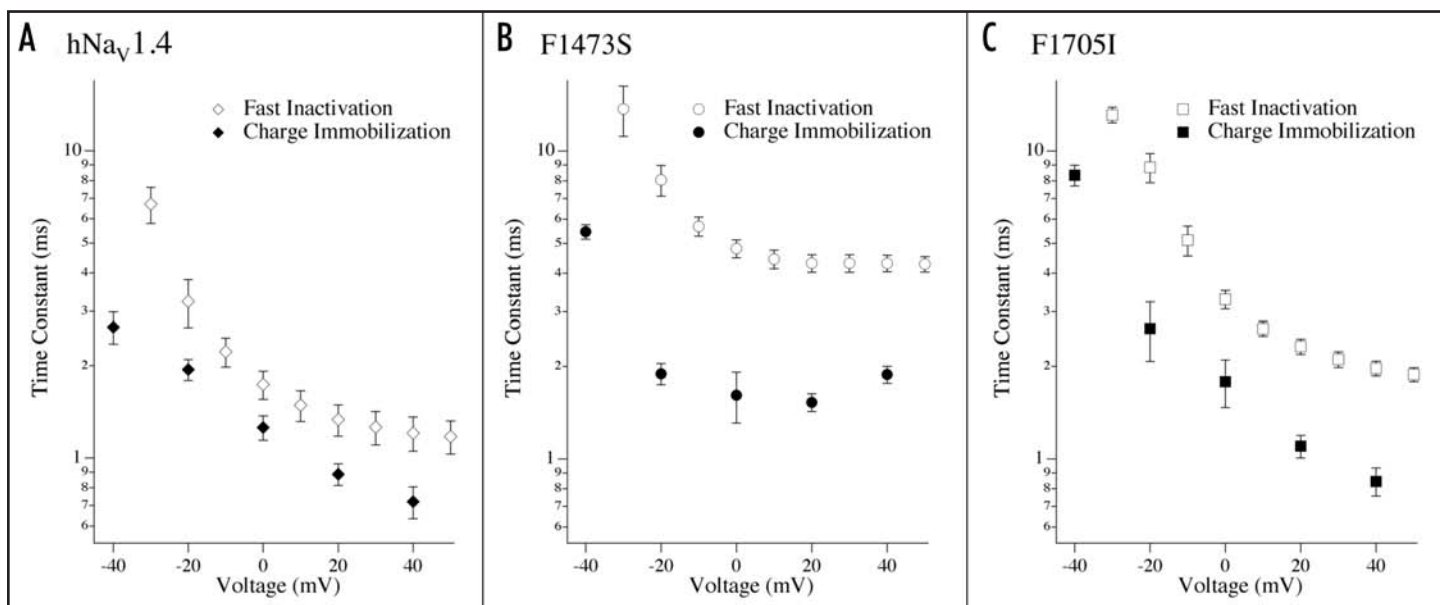 A hNaV1.4
Fast Inactivation
Charge Immobilization
Time Constant (ms)
10
9
8
7
6
5
4
3
2
1
9
8
7
6
-40 -20 0 20 40
Voltage (mV)
B F1473S
Fast Inactivation
Charge Immobilization
Time Constant (ms)
10
9
8
7
6
5
4
3
2
1
9
8
7
6
-40 -20 0 20 40
Voltage (mV)
C F1705I
Fast Inactivation
Charge Immobilization
Time Constant (ms)
10
9
8
7
6
5
4
3
2
1
9
8
7
6
-40 -20 0 20 40
Voltage (mV)